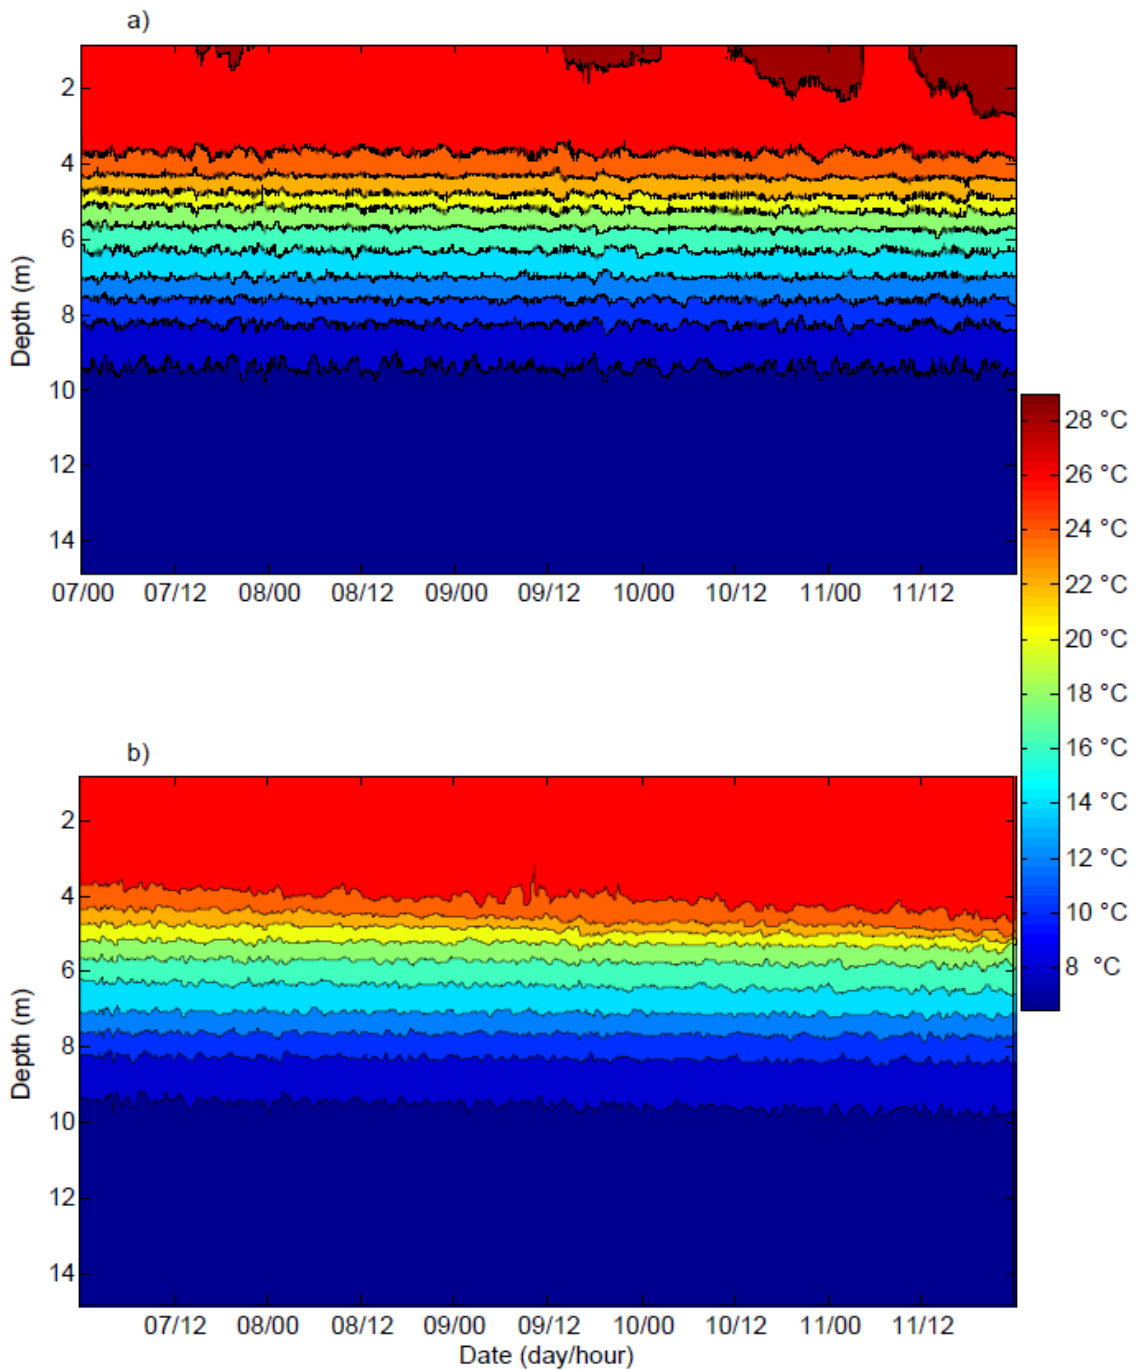 a)
2
4
6
8
10
12
14
Depth (m)
07/00 07/12 08/00 08/12 09/00 09/12 10/00 10/12 11/00 11/12
28 °C
26 °C
24 °C
22 °C
20 °C
18 °C
16 °C
14 °C
12 °C
10 °C
8 °C
b)
2
4
6
8
10
12
14
Depth (m)
07/12 08/00 08/12 09/00 09/12 10/00 10/12 11/00 11/12
Date (day/hour)